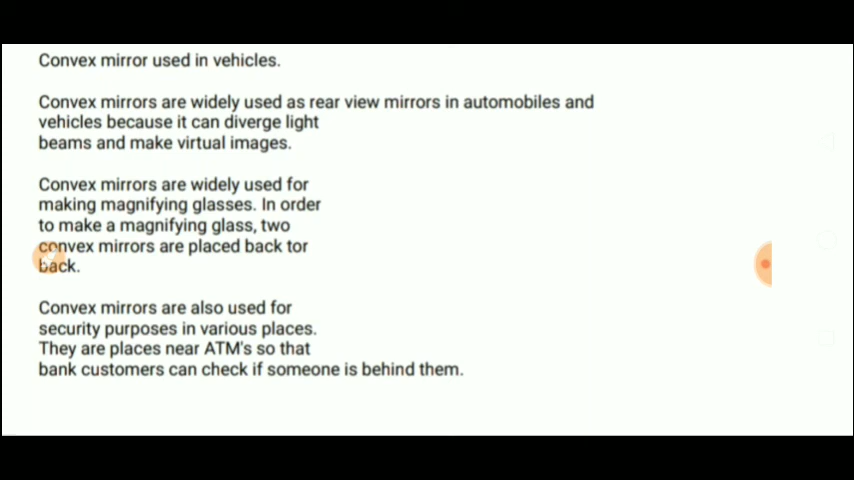 Convex mirror used in vehicles.
Convex mirrors are widely used as rear view mirrors in automobiles and
vehicles because it can diverge light
beams and make virtual images.
Convex mirrors are widely used for
making magnifying glasses. In order
to make a magnifying glass, two
convex mirrors are placed back tor
back.
Convex mirrors are also used for
security purposes in various places.
They are places near ATM's so that
bank customers can check if someone is behind them.